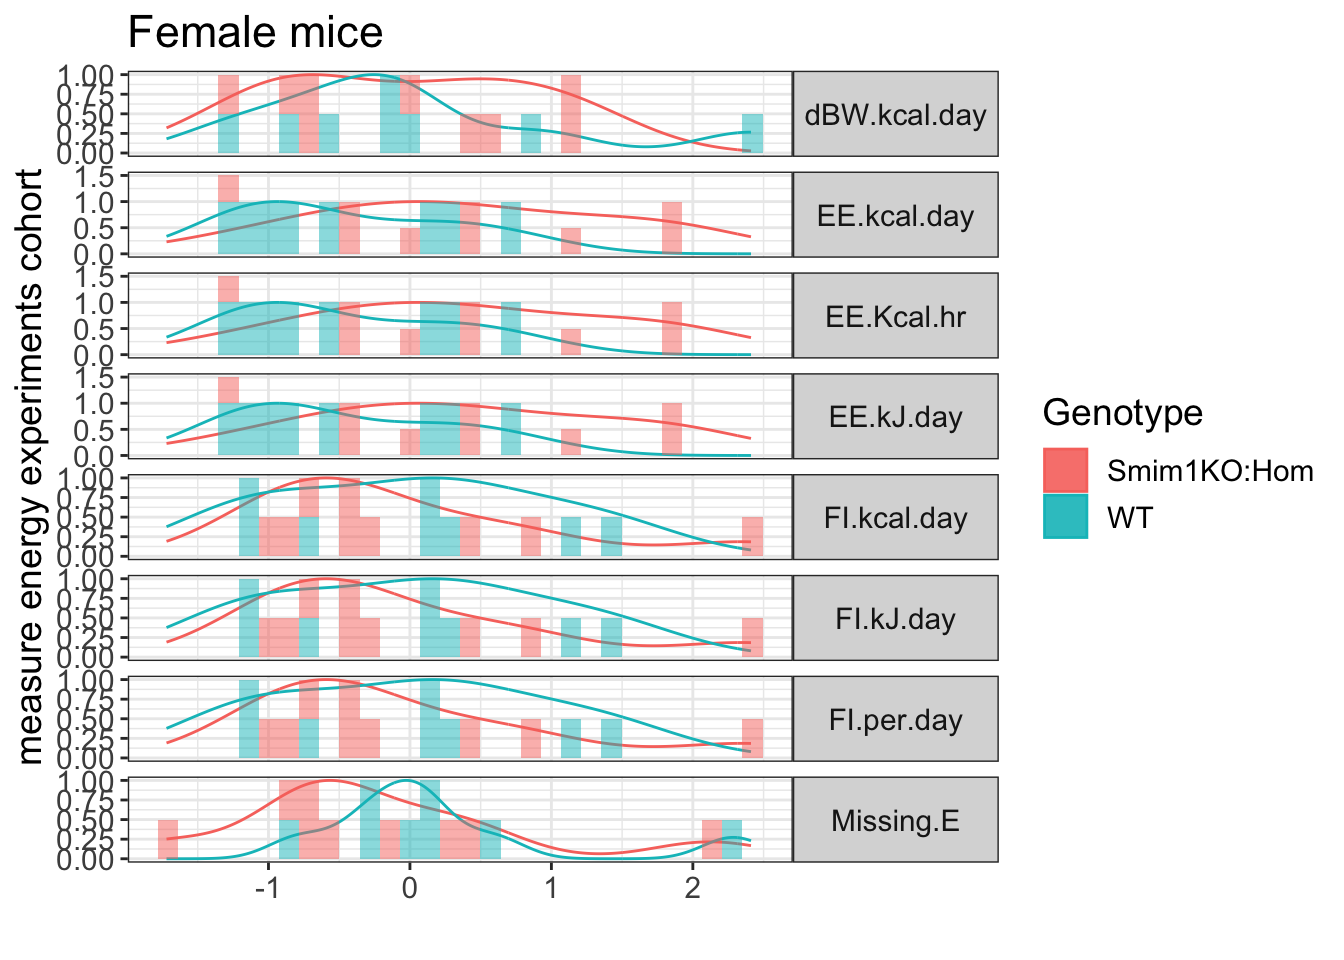 Female mice
measure energy experiments cohort
1.00
0.75
0.50
0.25
0.00
dBW.kcal.day
1.5
1.0
0.5
0.0
EE.kcal.day
1.5
1.0
0.5
0.0
EE.Kcal.hr
1.5
1.0
0.5
0.0
EE.kJ.day
1.00
0.75
0.50
0.25
0.00
FI.kcal.day
1.00
0.75
0.50
0.25
0.00
FI.kJ.day
1.00
0.75
0.50
0.25
0.00
FI.per.day
1.00
0.75
0.50
0.25
0.00
Missing.E
-1 0 1 2
Genotype
Smim1KO:Hom
WT